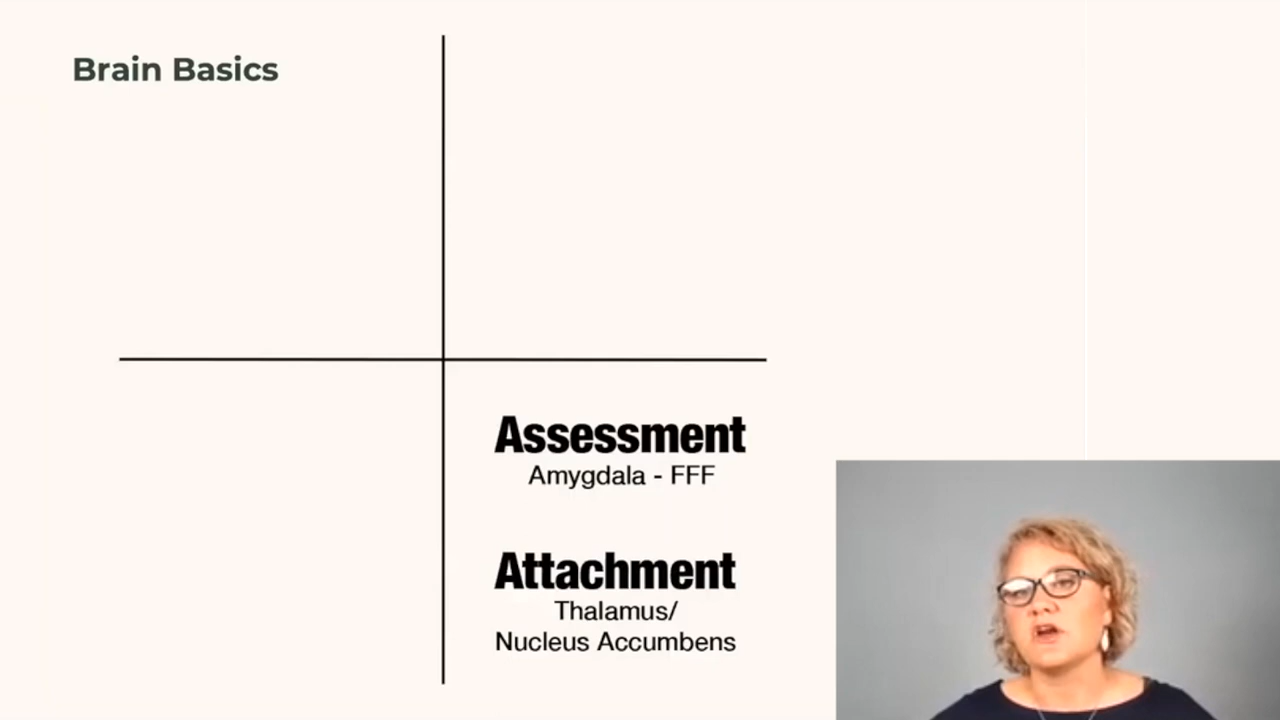 Brain Basics
Assessment
Amygdala - FFF
Attachment
Thalamus/
Nucleus Accumbens